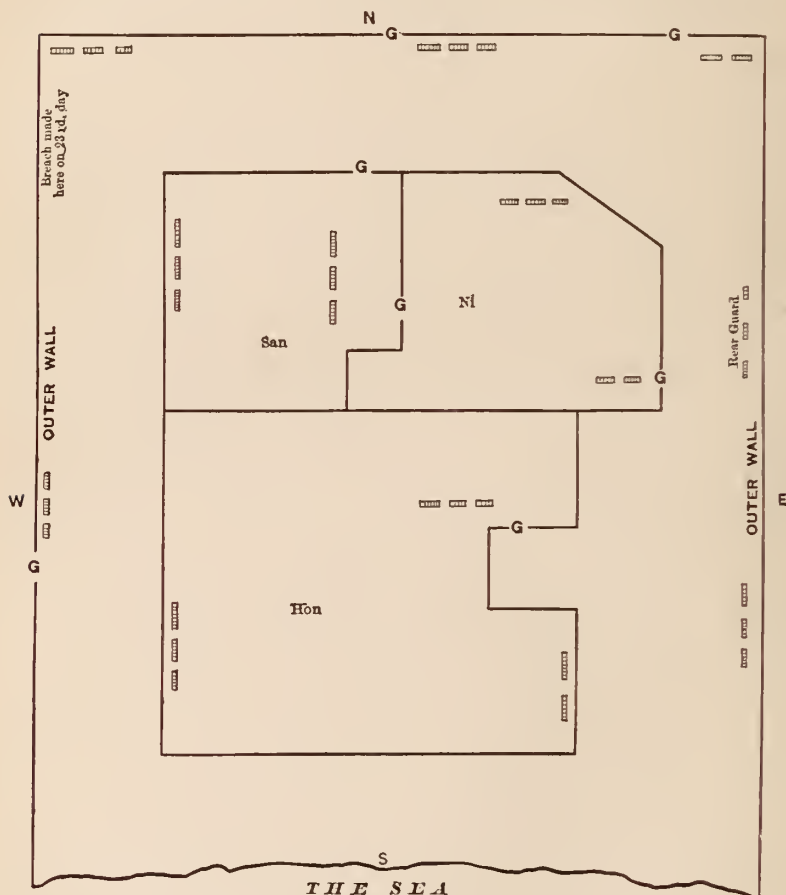 N
G
G
Breach made
here on 23rd. day
G
G
Ni
San
Rear Guard
G
OUTER WALL
OUTER WALL
W
E
G
G
Hon
S
THE SEA